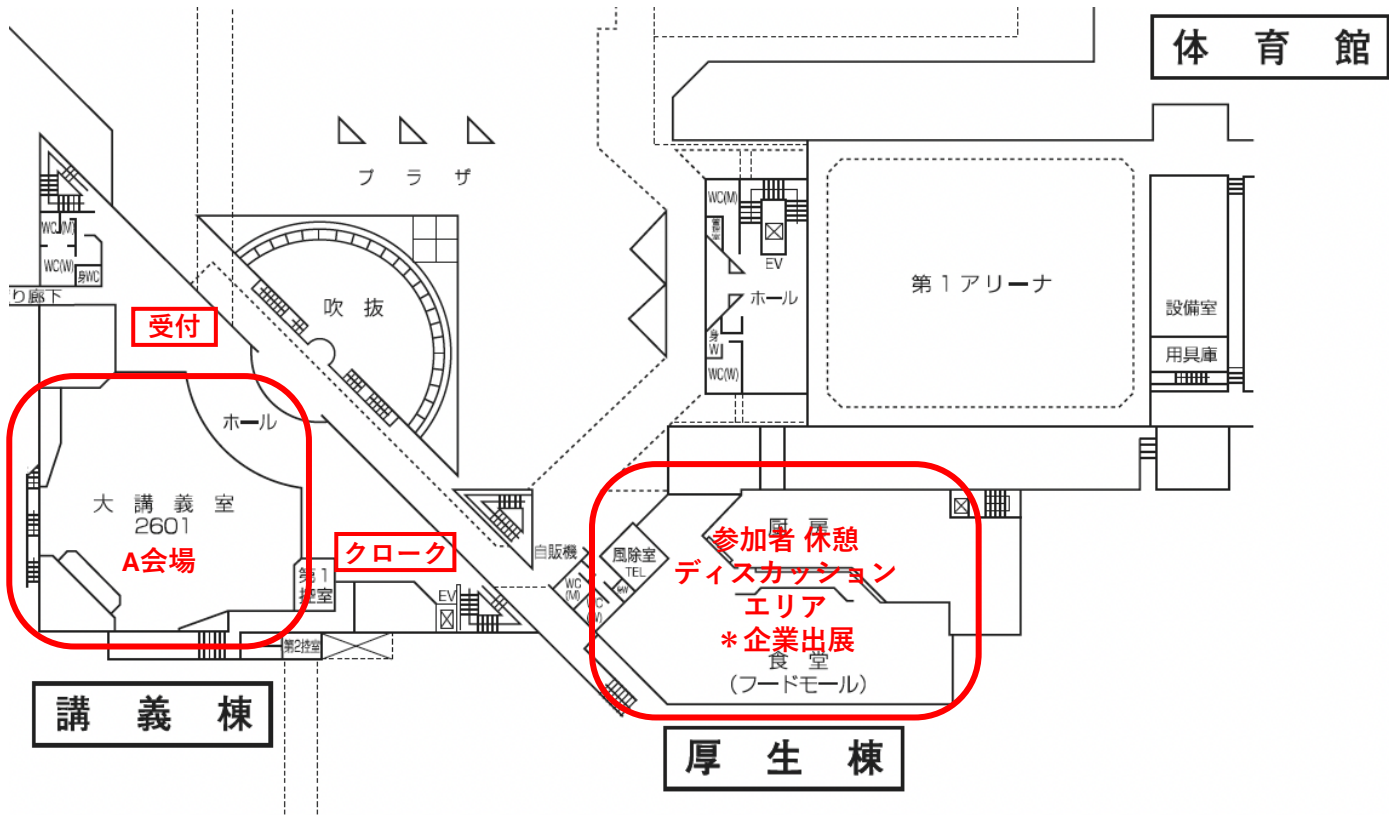 体 育 館
プ ラ ザ
WC(M)
WC(M)
EV
WC(W)
身WC
り廊下
吹 抜
第 1 アリーナ
ホール
設備室
受付
身
W
用具庫
WC(W)
ホール
大 講 義 室
2601
A会場
クローク
自販機
風除室
TEL
厨 房
参加者 休憩
ディスカッション
エリア
＊企業出展
食 堂
(フードモール)
第 1
控室
EV
WC
(M)
WC
(W)
第2控室
講 義 棟
厚 生 棟